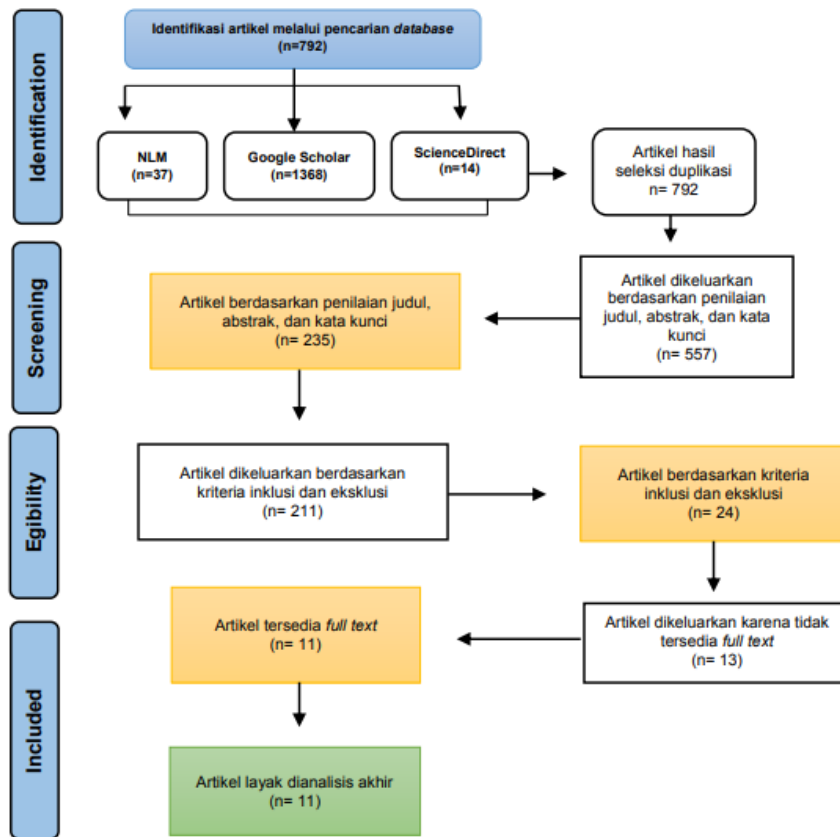 Identification
Identifikasi artikel melalui pencarian database
(n=792)
NLM
(n=37)
Google Scholar
(n=1368)
ScienceDirect
(n=14)
Artikel hasil
seleksi duplikasi
n= 792
Screening
Artikel berdasarkan penilaian judul,
abstrak, dan kata kunci
(n= 235)
Artikel dikeluarkan
berdasarkan penilaian
judul, abstrak, dan kata
kunci
(n= 557)
Egibility
Artikel dikeluarkan berdasarkan
kriteria inklusi dan eksklusi
(n= 211)
Artikel berdasarkan kriteria
inklusi dan eksklusi
(n= 24)
Included
Artikel tersedia full text
(n= 11)
Artikel dikeluarkan karena tidak
tersedia full text
(n= 13)
Artikel layak dianalisis akhir
(n= 11)